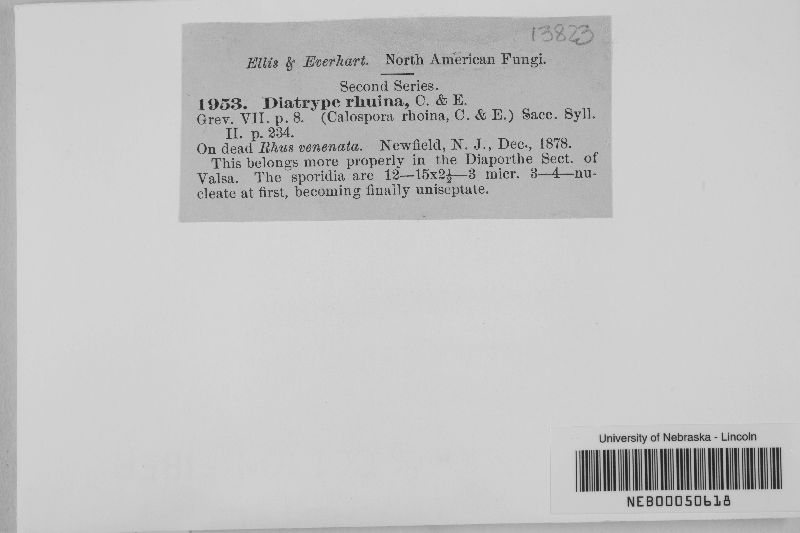 13823
Ellis & Everhart. North American Fungi.
Second Series.
1953. Diatrype rhuina, C. & E.
Grev. VII. p. 8. (Calospora rhoina, C. & E.) Sacc. Syll.
II. p. 234.
On dead Rhus venenata. Newfield, N. J., Dec., 1878.
This belongs more properly in the Diaporthe Sect. of
Valsa. The sporidia are 12—15x2½—3 micr. 3—4—nu-
cleate at first, becoming finally uniseptate.
University of Nebraska - Lincoln
NEB00050618